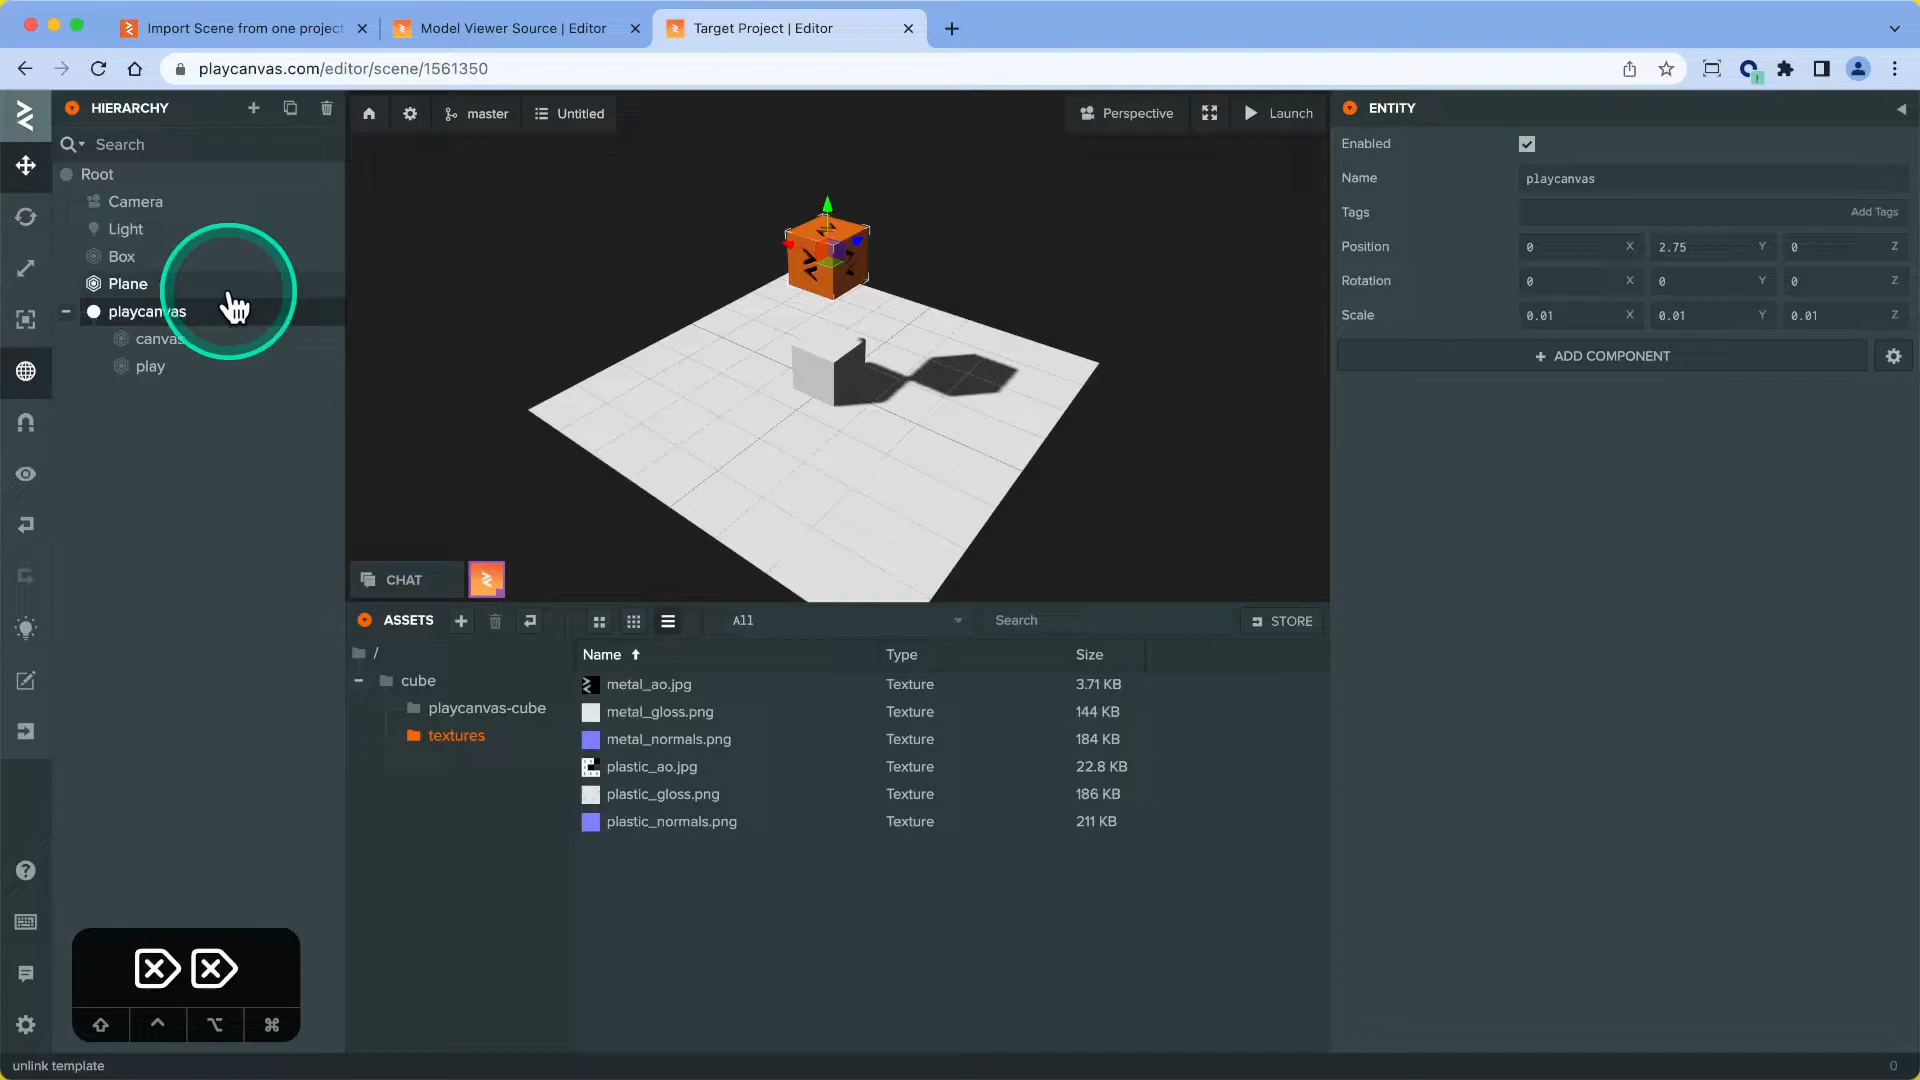 Import Scene from one project
Model Viewer Source | Editor
Target Project | Editor
playcanvas.com/editor/scene/1561350
HIERARCHY
Search
Root
Camera
Light
Box
Plane
playcanvas
canvas
play
master
Untitled
Perspective
Launch
CHAT
ENTITY
Enabled
Name
playcanvas
Tags
Add Tags
Position
0 X 2.75 Y 0 Z
Rotation
0 X 0 Y 0 Z
Scale
0.01 X 0.01 Y 0.01 Z
+ ADD COMPONENT
ASSETS
All
Search
STORE
/
cube
playcanvas-cube
textures
Name Type Size
metal_ao.jpg Texture 3.71 KB
metal_gloss.png Texture 144 KB
metal_normals.png Texture 184 KB
plastic_ao.jpg Texture 22.8 KB
plastic_gloss.png Texture 186 KB
plastic_normals.png Texture 211 KB
unlink template
0